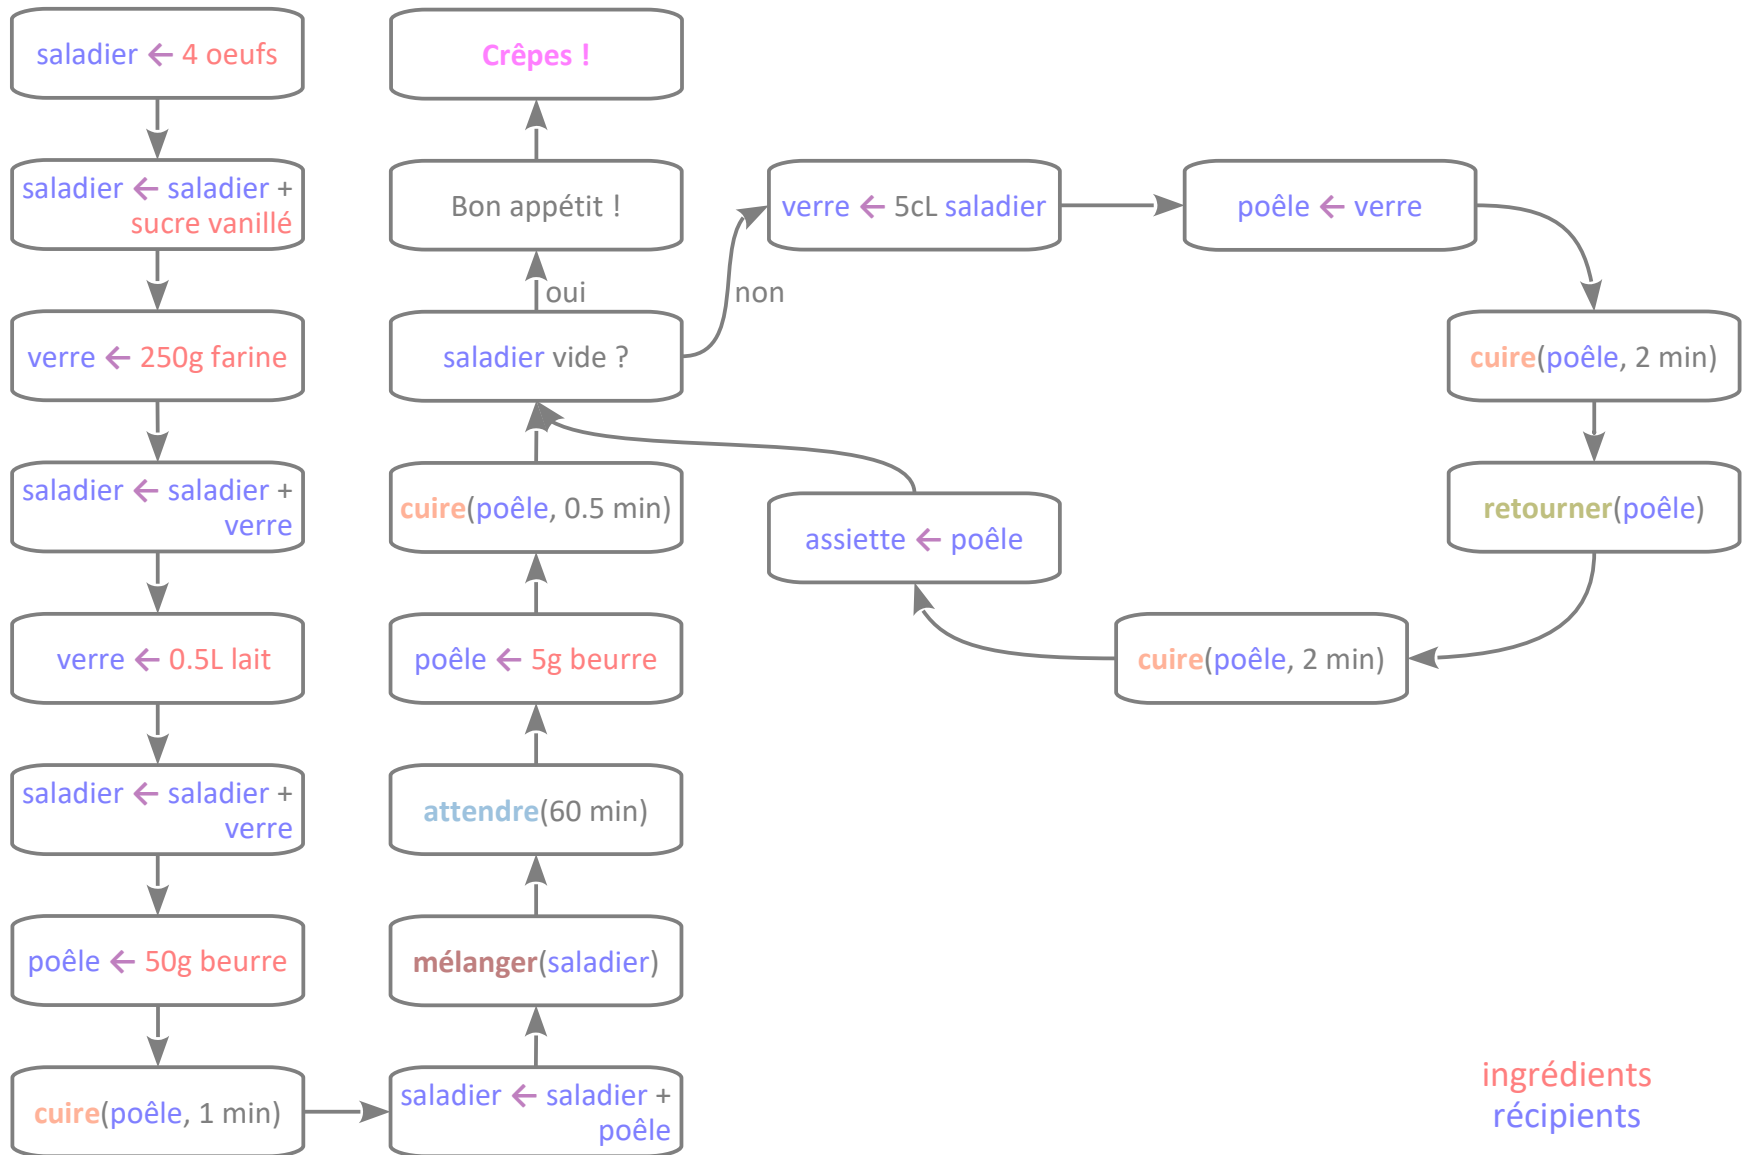 saladier ← 4 oeufs
saladier ← saladier +
sucre vanillé
verre ← 250g farine
saladier ← saladier +
verre
verre ← 0.5L lait
saladier ← saladier +
verre
poêle ← 50g beurre
cuire(poêle, 1 min)
saladier ← saladier +
poêle
mélanger(saladier)
attendre(60 min)
poêle ← 5g beurre
cuire(poêle, 0.5 min)
saladier vide ?
oui
Bon appétit !
Crêpes !
non
verre ← 5cL saladier
poêle ← verre
cuire(poêle, 2 min)
retourner(poêle)
cuire(poêle, 2 min)
assiette ← poêle
ingrédients
récipients